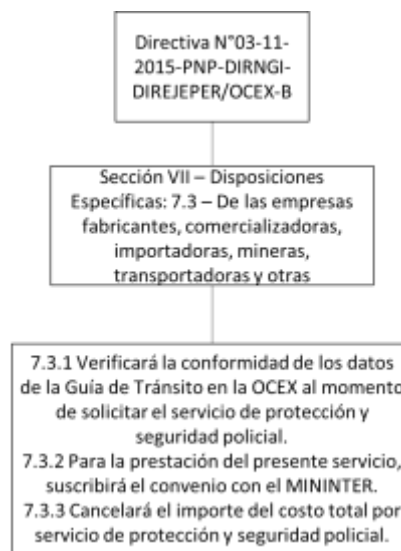 Directiva N°03-11-
2015-PNP-DIRNGI-
DIREJEPER/OCEX-B
Sección VII – Disposiciones
Específicas: 7.3 – De las empresas
fabricantes, comercializadoras,
importadoras, mineras,
transportadoras y otras
7.3.1 Verificará la conformidad de los datos
de la Guía de Tránsito en la OCEX al momento
de solicitar el servicio de protección y
seguridad policial.
7.3.2 Para la prestación del presente servicio,
suscribirá el convenio con el MININTER.
7.3.3 Cancelará el importe del costo total por
servicio de protección y seguridad policial.